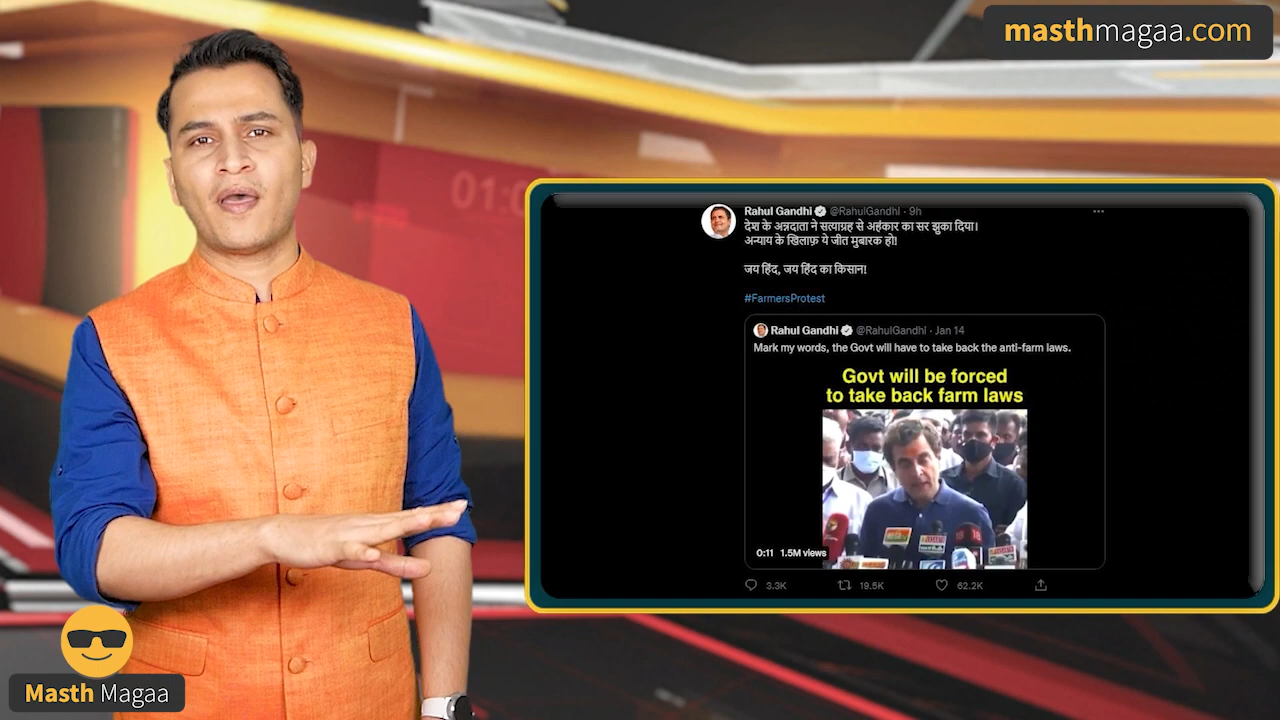 masthmagaa.com
01:0
Rahul Gandhi @RahulGandhi · 9h
देश के अन्नदाता ने सत्याग्रह से अहंकार का सर झुका दिया।
अन्याय के खिलाफ़ ये जीत मुबारक हो!
जय हिंद, जय हिंद का किसान!
#FarmersProtest
Rahul Gandhi @RahulGandhi · Jan 14
Mark my words, the Govt will have to take back the anti-farm laws.
Govt will be forced
to take back farm laws
0:11 1.5M views
3.3K 19.5K 62.2K
Masth Magaa